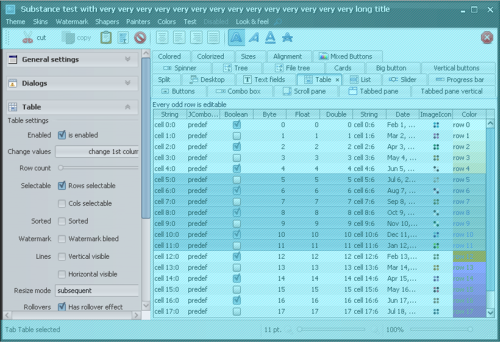 Substance test with very very very very very very very very very very very very very very long title
Theme Skins Watermark Shapers Painters Colors Test Disabled Look & feel
cut copy
General settings
Dialogs
Table
Table settings
Enabled is enabled
Change values change 1st colum
Row count
Selectable Rows selectable
Cols selectable
Sorted Sorted
Watermark Watermark bleed
Lines Vertical visible
Horizontal visible
Resize mode subsequent
Rollovers Has rollover effect
Colored Colorized Sizes Alignment Mixed Buttons
Spinner Tree File tree Cards Big button Vertical buttons
Split Desktop Text fields Table List Slider Progress bar
Buttons Combo box Scroll pane Tabbed pane Tabbed pane vertical
Every odd row is editable
String JCombo... Boolean Byte Float Double String Date ImageIcon Color
cell 0:0 predef 0 0 0 cell 0:6 Feb 1, ... row 0
cell 1:0 predef 1 1 1 cell 1:6 Mar 2, ... row 1
cell 2:0 predef 2 2 2 cell 2:6 Apr 3, ... row 2
cell 3:0 predef 3 3 3 cell 3:6 May 4, ... row 3
cell 4:0 predef 4 4 4 cell 4:6 Jun 5, ... row 4
cell 5:0 predef 5 5 5 cell 5:6 Jul 6, 2...
cell 6:0 predef 6 6 6 cell 6:6 Aug 7, ... row 6
cell 7:0 predef 7 7 7 cell 7:6 Sep 8, ... row 7
cell 8:0 predef 8 8 8 cell 8:6 Oct 9, ... row 8
cell 9:0 predef 9 9 9 cell 9:6 Nov 10,... row 9
cell 10:0 predef 10 10 10 cell 10:6 Dec 11,... row 10
cell 11:0 predef 11 11 11 cell 11:6 Jan 12,... row 11
cell 12:0 predef 12 12 12 cell 12:6 Feb 13,...
cell 13:0 predef 13 13 13 cell 13:6 Mar 14,... row 13
cell 14:0 predef 14 14 14 cell 14:6 Apr 15,... row 14
cell 15:0 predef 15 15 15 cell 15:6 May 16,... row 15
cell 16:0 predef 16 16 16 cell 16:6 Jun 17,... row 16
cell 17:0 predef 17 17 17 cell 17:6 Jul 18, ... row 17
Tab Table selected 11 pt. 100%